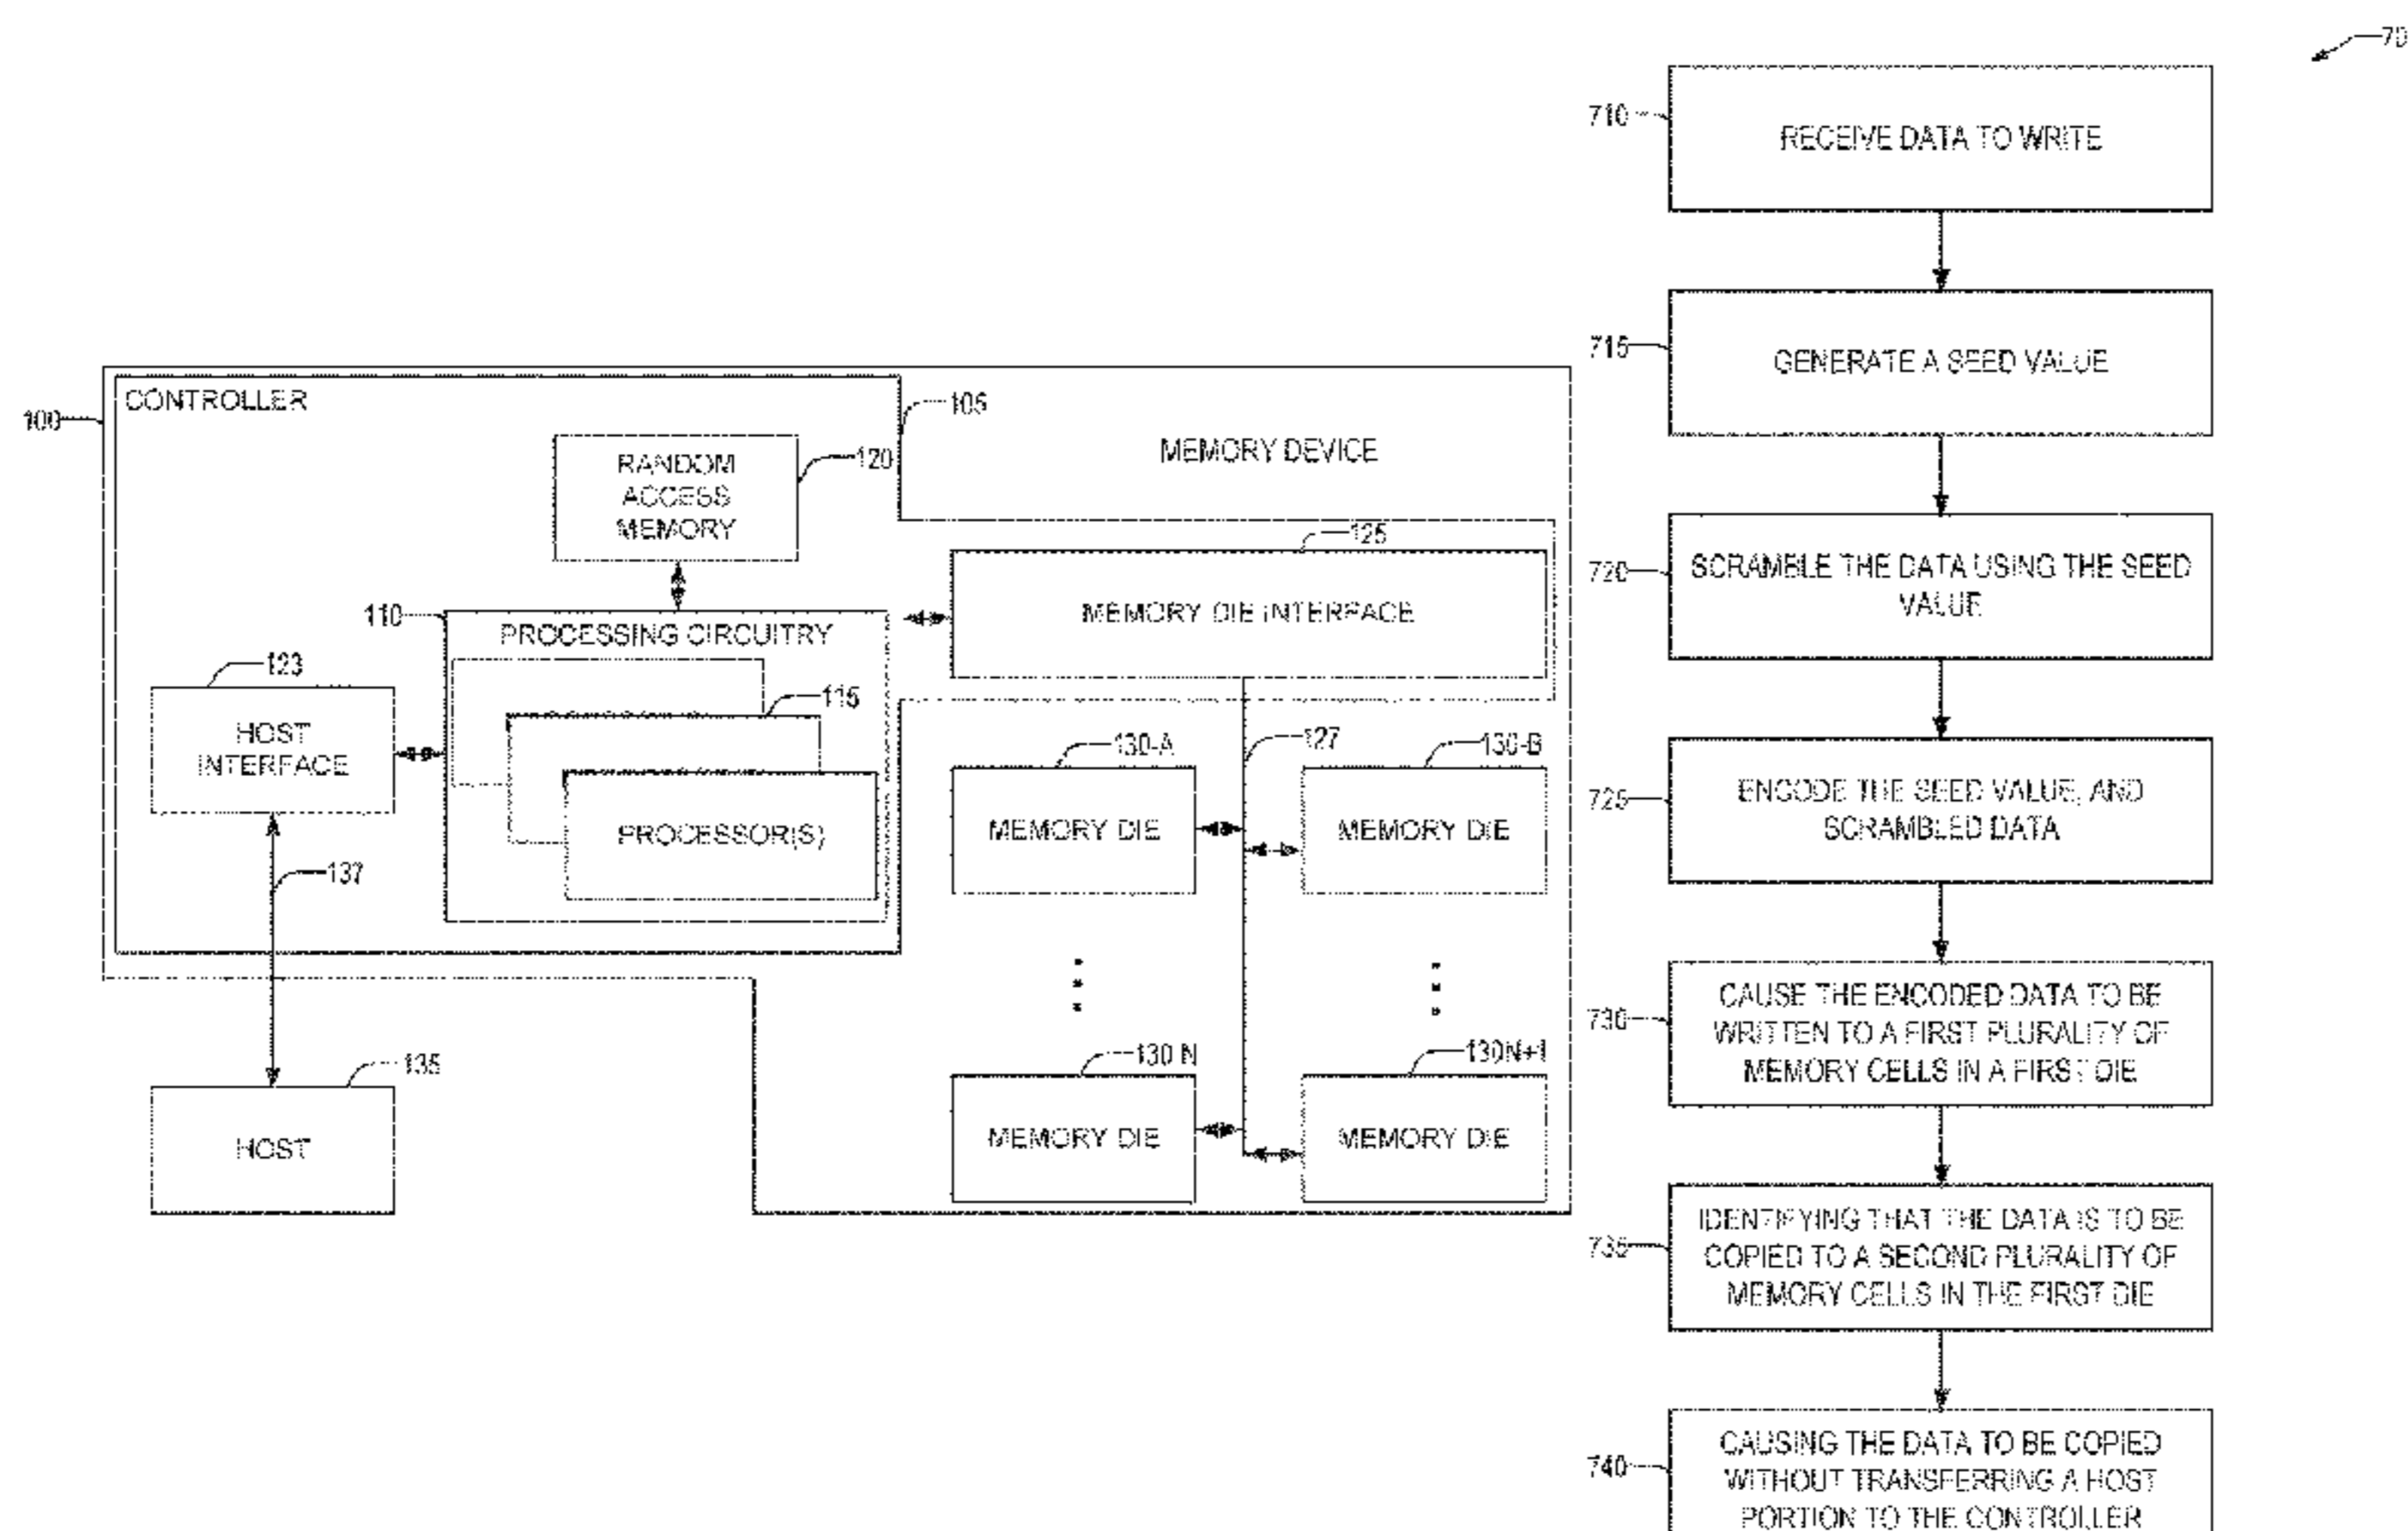 100
CONTROLLER
105
MEMORY DEVICE
RANDOM
ACCESS
MEMORY
120
125
MEMORY DIE INTERFACE
110
PROCESSING CIRCUITRY
123
HOST
INTERFACE
115
PROCESSOR(S)
137
127
130-A
MEMORY DIE
130-B
MEMORY DIE
130 N
MEMORY DIE
130N+1
MEMORY DIE
135
HOST
70
710
RECEIVE DATA TO WRITE
715
GENERATE A SEED VALUE
720
SCRAMBLE THE DATA USING THE SEED
VALUE
725
ENCODE THE SEED VALUE, AND
SCRAMBLED DATA
730
CAUSE THE ENCODED DATA TO BE
WRITTEN TO A FIRST PLURALITY OF
MEMORY CELLS IN A FIRST DIE
735
IDENTIFYING THAT THE DATA IS TO BE
COPIED TO A SECOND PLURALITY OF
MEMORY CELLS IN THE FIRST DIE
740
CAUSING THE DATA TO BE COPIED
WITHOUT TRANSFERRING A HOST
PORTION TO THE CONTROLLER